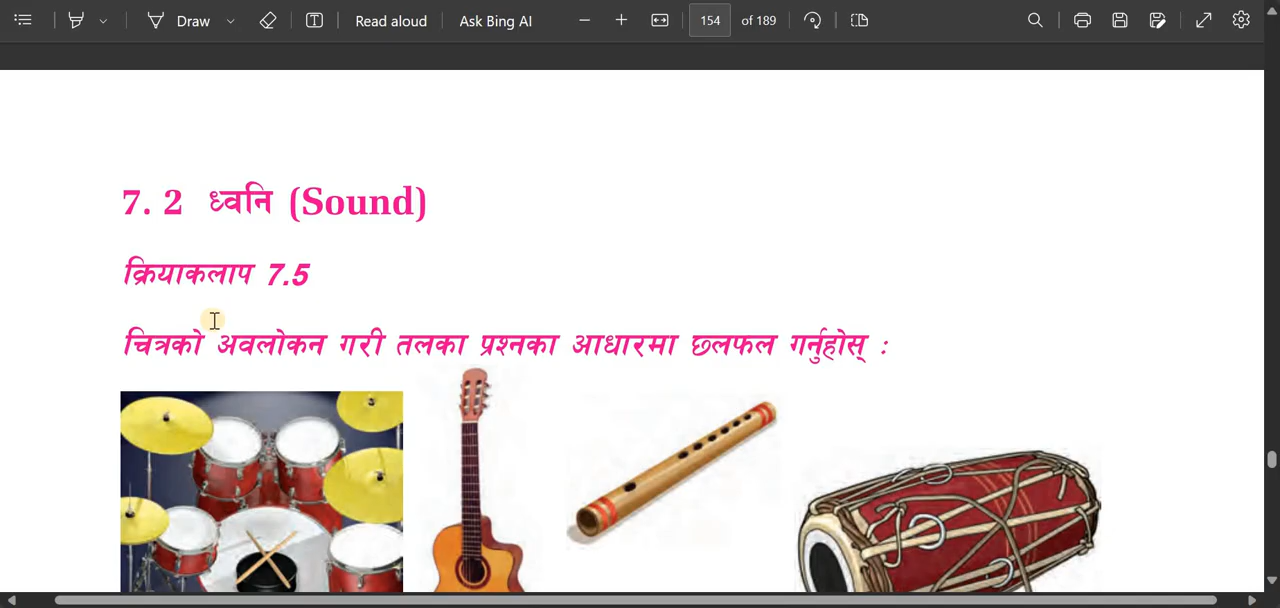 Draw
Read aloud
Ask Bing AI
154 of 189
7. 2 ध्वनि (Sound)
क्रियाकलाप 7.5
चित्रको अवलोकन गरी तलका प्रश्नका आधारमा छलफल गर्नुहोस् :